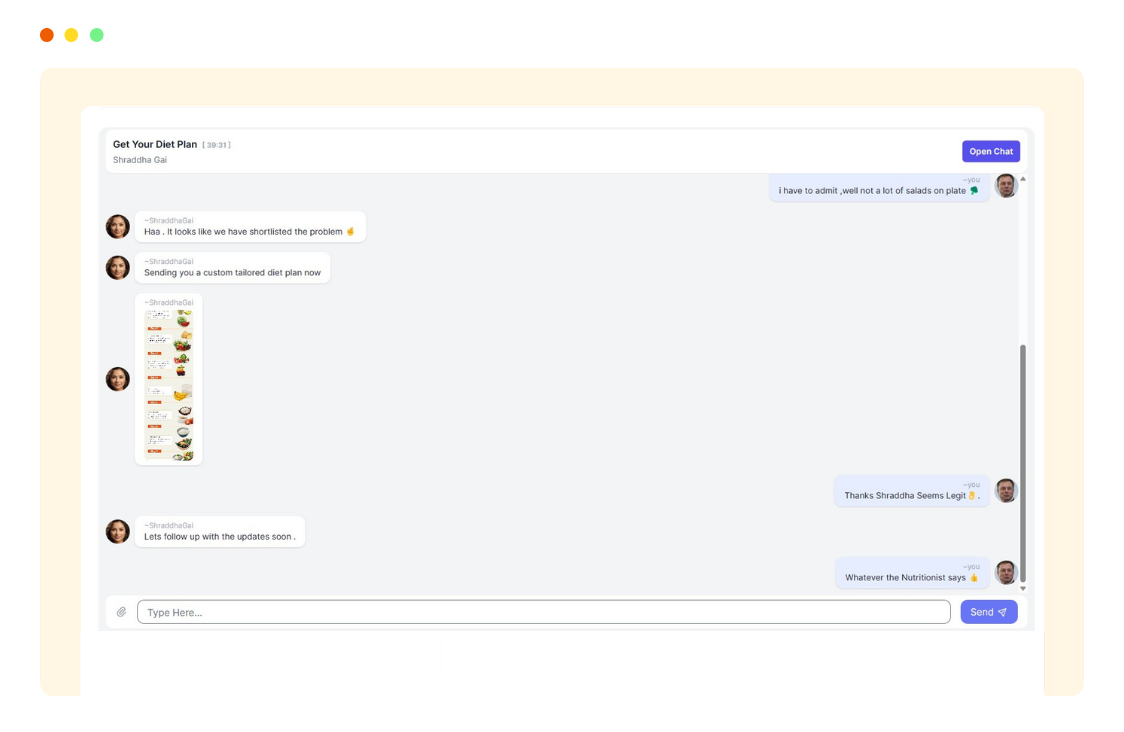 Get Your Diet Plan [ 39:31 ]
Shraddha Gai
Open Chat
~you
i have to admit ,well not a lot of salads on plate 🥦
~ShraddhaGai
Haa . It looks like we have shortlisted the problem 🤞
~ShraddhaGai
Sending you a custom tailored diet plan now
~ShraddhaGai
~you
Thanks Shraddha Seems Legit 👌 .
~ShraddhaGai
Lets follow up with the updates soon .
~you
Whatever the Nutritionist says 👍
Type Here...
Send